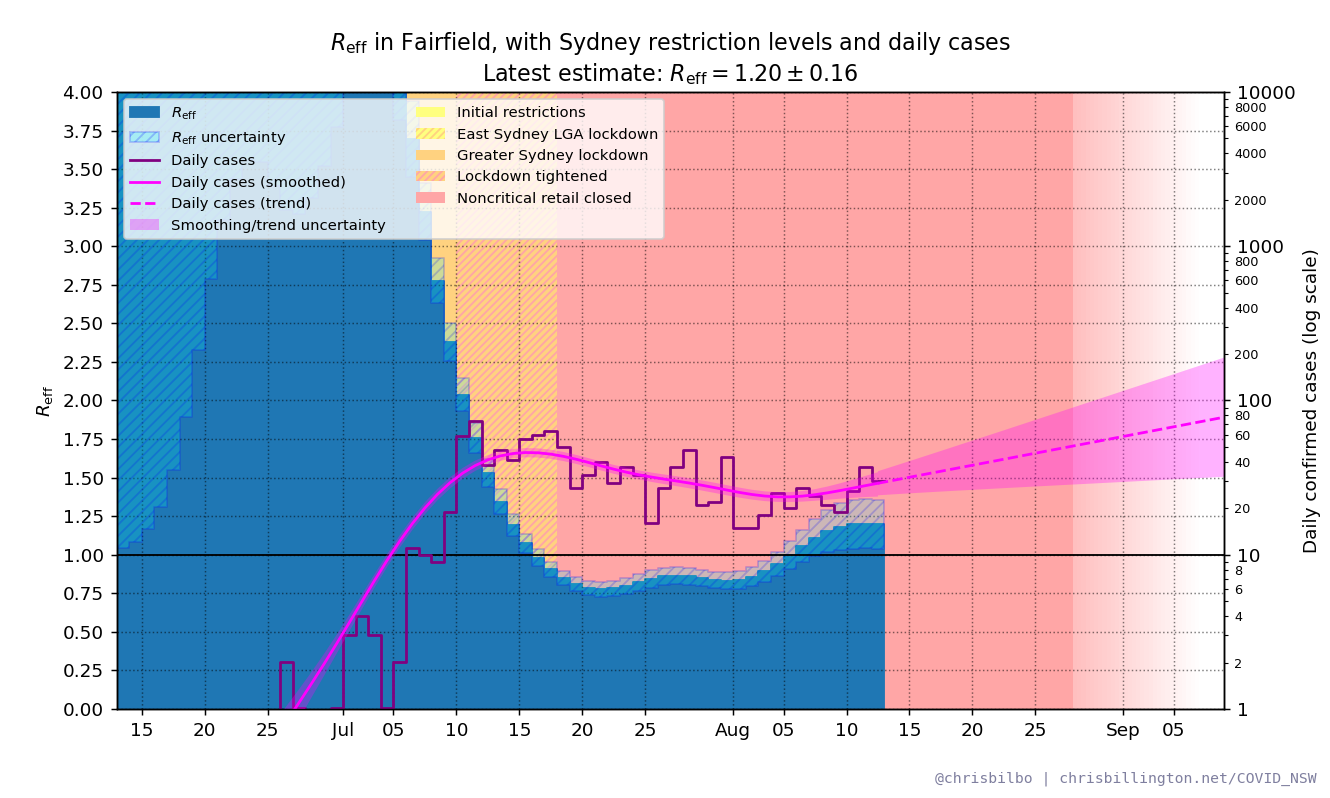 R_eff in Fairfield, with Sydney restriction levels and daily cases
Latest estimate: R_eff = 1.20 ± 0.16
R_eff
R_eff uncertainty
Daily cases
Daily cases (smoothed)
Daily cases (trend)
Smoothing/trend uncertainty
Initial restrictions
East Sydney LGA lockdown
Greater Sydney lockdown
Lockdown tightened
Noncritical retail closed
R_eff
4.00
3.75
3.50
3.25
3.00
2.75
2.50
2.25
2.00
1.75
1.50
1.25
1.00
0.75
0.50
0.25
0.00
15 20 25 Jul 05 10 15 20 25 Aug 05 10 15 20 25 Sep 05
10000
8000
6000
4000
2000
1000
800
600
400
200
100
80
60
40
20
10
8
6
4
2
1
Daily confirmed cases (log scale)
@chrisbilbo | chrisbillington.net/COVID_NSW